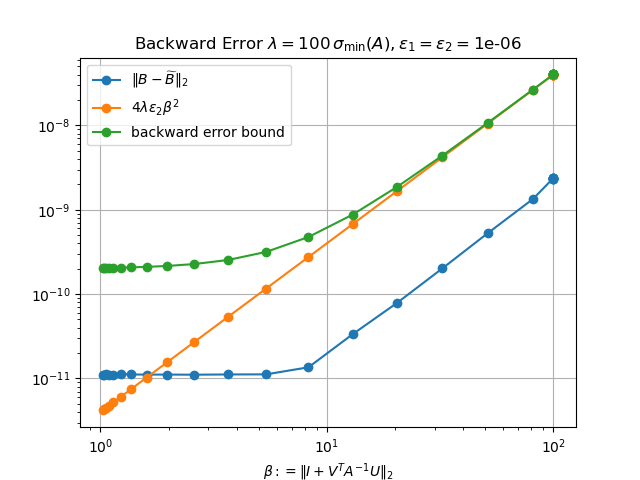 Backward Error λ = 100 σ_min(A), ε₁ = ε₂ = 1e-06
‖B − B̃‖₂
4λε₂β²
backward error bound
10⁻⁸
10⁻⁹
10⁻¹⁰
10⁻¹¹
10⁰
10¹
10²
β := ‖I + VᵀA⁻¹U‖₂